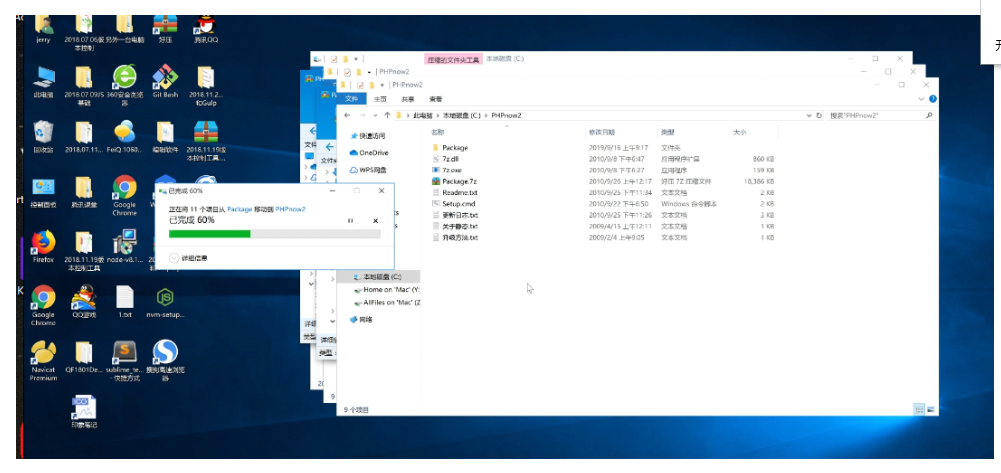 jerry
2018.07.06版本控制
另外一台电脑
好压
腾讯QQ
此电脑
2018.07.09JS基础
360安全浏览器
Git Bash
2018.11.2...
和Gulp
回收站
2018.07.11...
FeiQ.1060...
编辑软件
2018.11.19版本控制工具...
控制面板
腾讯课堂
Google Chrome
Firefox
2018.11.19版本控制工具
node-v8.1...
Google Chrome
QQ游戏
1.txt
nvm-setup...
Navicat Premium
QF1801De...
sublime_te... - 快捷方式
搜狗高速浏览器
印象笔记
压缩的文件夹工具
本地磁盘 (C:)
PHPnow2
PHPnow2
文件
主页
共享
查看
此电脑 › 本地磁盘 (C:) › PHPnow2
搜索"PHPnow2"
快速访问
OneDrive
WPS网盘
本地磁盘 (C:)
Home on 'Mac' (Y:
AllFiles on 'Mac' (Z
网络
名称 修改日期 类型 大小
Package 2019/9/16 上午9:17 文件夹
7z.dll 2010/9/8 下午6:47 应用程序扩展 860 KB
7z.exe 2010/9/8 下午6:27 应用程序 159 KB
Package.7z 2010/9/26 上午12:17 好压 7Z 压缩文件 18,386 KB
Readme.txt 2010/9/25 下午11:34 文本文档 2 KB
Setup.cmd 2010/9/22 下午6:50 Windows 命令脚本 2 KB
更新日志.txt 2010/9/25 下午11:26 文本文档 3 KB
关于静态.txt 2009/4/15 上午12:11 文本文档 1 KB
升级方法.txt 2009/2/4 上午9:05 文本文档 1 KB
9 个项目
已完成 60%
正在将 11 个项目从 Package 移动到 PHPnow2
已完成 60%
详细信息